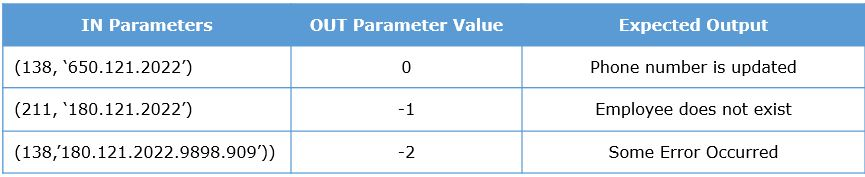 IN Parameters OUT Parameter Value Expected Output
(138, ‘650.121.2022’) 0 Phone number is updated
(211, ‘180.121.2022’) -1 Employee does not exist
(138,’180.121.2022.9898.909’)) -2 Some Error Occurred